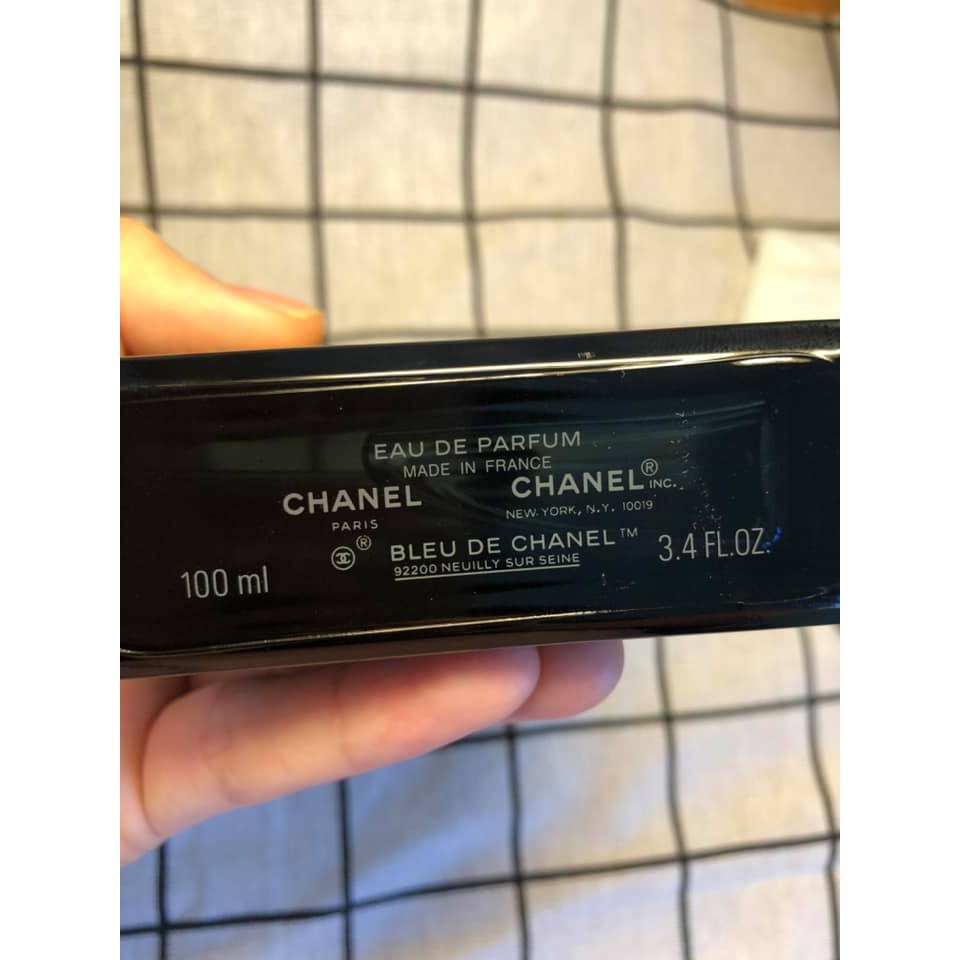 EAU DE PARFUM
MADE IN FRANCE
CHANEL
PARIS
CHANEL® INC.
NEW YORK, N.Y. 10019
®
BLEU DE CHANEL™
92200 NEUILLY SUR SEINE
100 ml
3.4 FL.OZ.